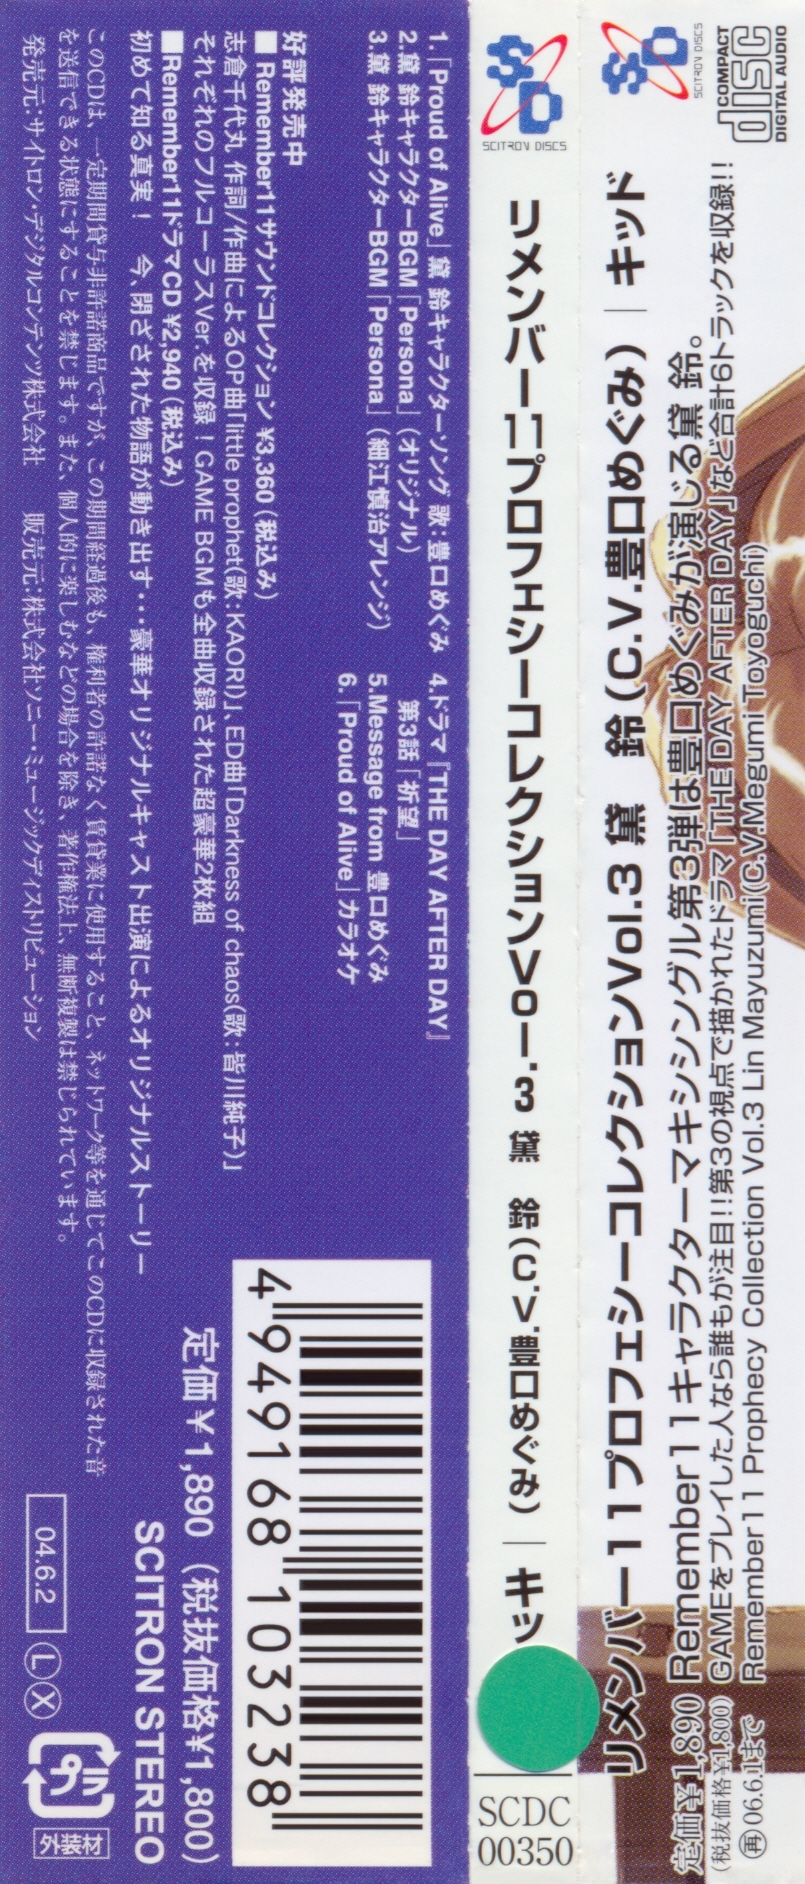 COMPACT
disc
DIGITAL AUDIO
SCITRON DISCS
リメンバー11プロフェシーコレクションVol.3 黛 鈴(C.V.豊口めぐみ)|キッド
Remember11キャラクターマキシシングル第3弾は豊口めぐみが演じる黛 鈴。
GAMEをプレイした人なら誰もが注目!!第3の視点で描かれたドラマ「THE DAY AFTER DAY」など合計6トラックを収録!!
Remember11 Prophecy Collection Vol.3 Lin Mayuzumi(C.V.Megumi Toyoguchi)
定価¥1,890
(税抜価格¥1,800)
再 06.6.1まで
SCITRON DISCS
リメンバー11プロフェシーコレクションVol.3 黛 鈴(C.V.豊口めぐみ)|キッ
SCDC
00350
1.「Proud of Alive」黛 鈴キャラクターソング 歌:豊口めぐみ
2.黛 鈴キャラクターBGM「Persona」(オリジナル)
3.黛 鈴キャラクターBGM「Persona」(細江慎治アレンジ)
4.ドラマ『THE DAY AFTER DAY』
第3話「祈望」
5.Message from 豊口めぐみ
6.「Proud of Alive」カラオケ
好評発売中
■Remember11サウンドコレクション ¥3,360(税込み)
志倉千代丸 作詞/作曲によるOP曲「little prophet(歌:KAORI)」、ED曲「Darkness of chaos(歌:皆川純子)」
それぞれのフルコーラスVer.を収録!GAME BGMも全曲収録された超豪華2枚組
■Remember11ドラマCD ¥2,940(税込み)
初めて知る真実! 今、閉ざされた物語が動き出す・・・豪華オリジナルキャスト出演によるオリジナルストーリー
このCDは、一定期間貸与非許諾商品ですが、この期間経過後も、権利者の許諾なく賃貸業に使用すること、ネットワーク等を通じてこのCDに収録された音
を送信できる状態にすることを禁じます。また、個人的に楽しむなどの場合を除き、著作権法上、無断複製は禁じられています。
発売元:サイトロン・デジタルコンテンツ株式会社 販売元:株式会社ソニー・ミュージックディストリビューション
4949168103238
定価¥1,890(税抜価格¥1,800)
SCITRON STEREO
04.6.2
L X
プラ
外装材